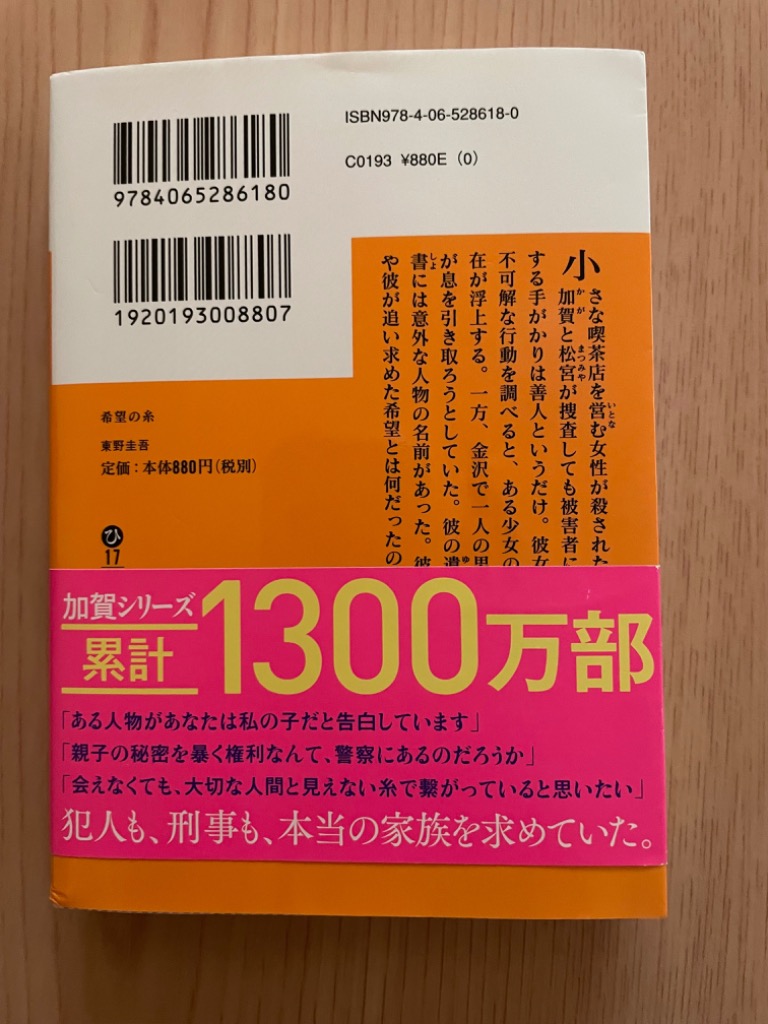 ISBN978-4-06-528618-0
C0193 ¥880E (0)
9784065286180
1920193008807
小さな喫茶店を営む女性が殺された
加賀と松宮が捜査しても被害者に
する手がかりは善人というだけ。彼女
不可解な行動を調べると、ある少女の
在が浮上する。一方、金沢で一人の男
が息を引き取ろうとしていた。彼の遺
書には意外な人物の名前があった。彼
や彼が追い求めた希望とは何だったの
希望の糸
東野圭吾
定価：本体880円（税別）
ひ
17
加賀シリーズ
累計
1300万部
「ある人物があなたは私の子だと告白しています」
「親子の秘密を暴く権利なんて、警察にあるのだろうか」
「会えなくても、大切な人間と見えない糸で繋がっていると思いたい」
犯人も、刑事も、本当の家族を求めていた。